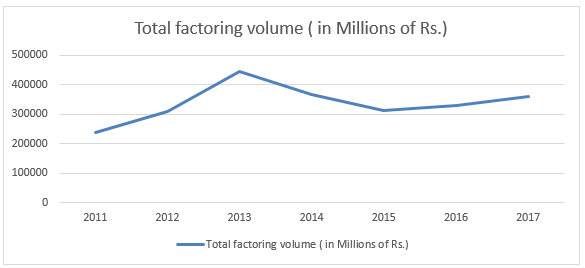 Total factoring volume ( in Millions of Rs.)
500000
400000
300000
200000
100000
0
2011 2012 2013 2014 2015 2016 2017
Total factoring volume ( in Millions of Rs.)